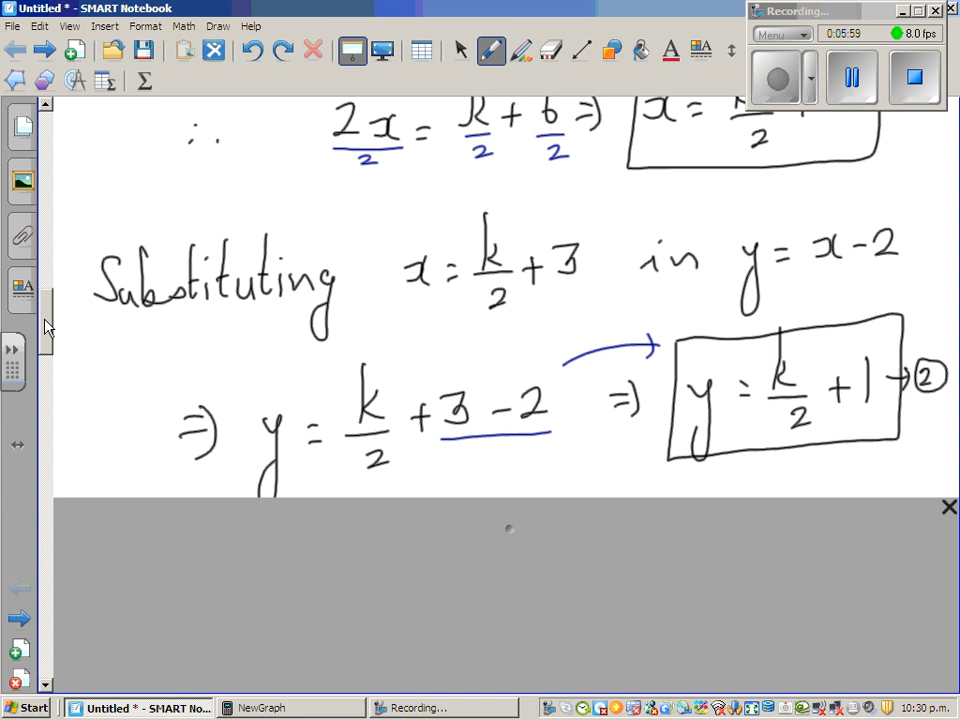 Untitled * - SMART Notebook
File Edit View Insert Format Math Draw Help
Recording...
Menu 0:05:59 8.0 fps
∴ 2x/2 = k/2 + 6/2 ⇒ x = k/2 +
Substituting x = k/2 + 3 in y = x - 2
⇒ y = k/2 + 3 - 2 ⇒ y = k/2 + 1 → ②
Start Untitled * - SMART No... NewGraph Recording... 10:30 p.m.